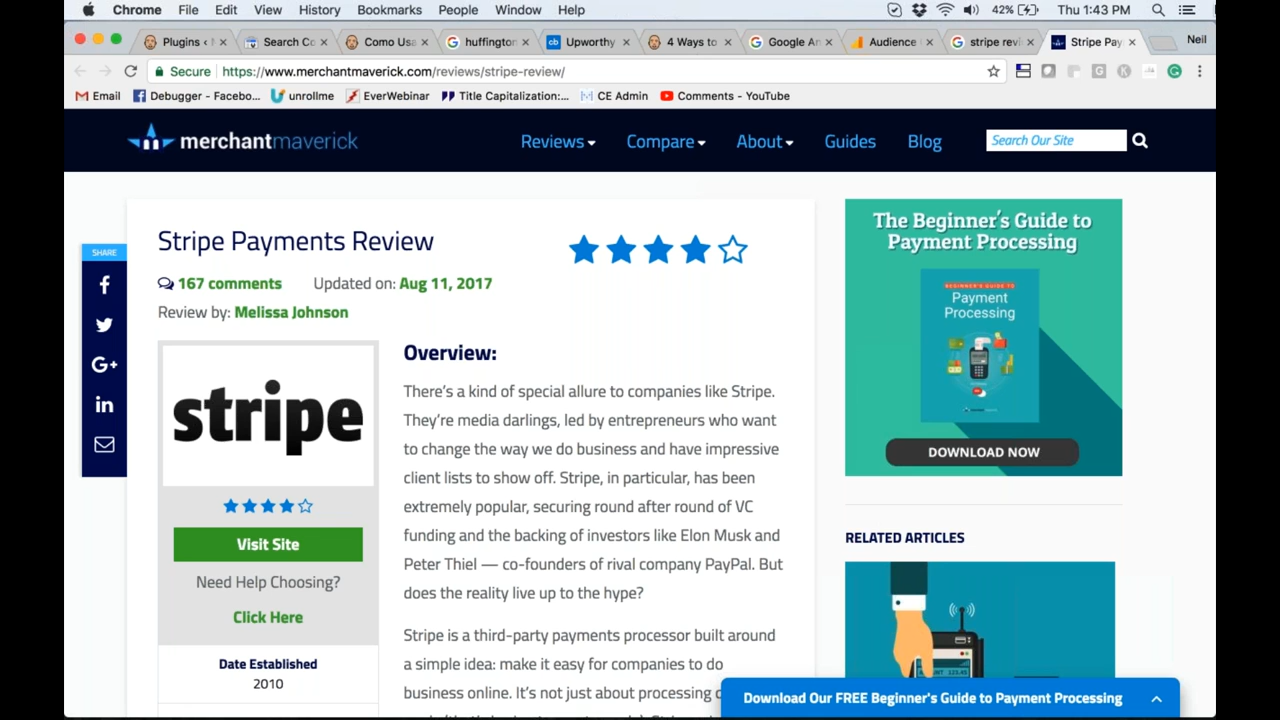 Chrome File Edit View History Bookmarks People Window Help 42% Thu 1:43 PM
Plugins ‹ Search Co Como Usa huffington Upworthy 4 Ways to Google An Audience stripe revi Stripe Pay Neil
Secure https://www.merchantmaverick.com/reviews/stripe-review/
Email Debugger - Facebo... unrollme EverWebinar Title Capitalization:... CE Admin Comments - YouTube
merchantmaverick Reviews Compare About Guides Blog Search Our Site
SHARE
Stripe Payments Review
167 comments Updated on: Aug 11, 2017
Review by: Melissa Johnson
stripe
Visit Site
Need Help Choosing?
Click Here
Date Established
2010
Overview:
There's a kind of special allure to companies like Stripe.
They're media darlings, led by entrepreneurs who want
to change the way we do business and have impressive
client lists to show off. Stripe, in particular, has been
extremely popular, securing round after round of VC
funding and the backing of investors like Elon Musk and
Peter Thiel — co-founders of rival company PayPal. But
does the reality live up to the hype?
Stripe is a third-party payments processor built around
a simple idea: make it easy for companies to do
business online. It's not just about processing
The Beginner's Guide to
Payment Processing
BEGINNER'S GUIDE TO
Payment
Processing
DOWNLOAD NOW
RELATED ARTICLES
Download Our FREE Beginner's Guide to Payment Processing